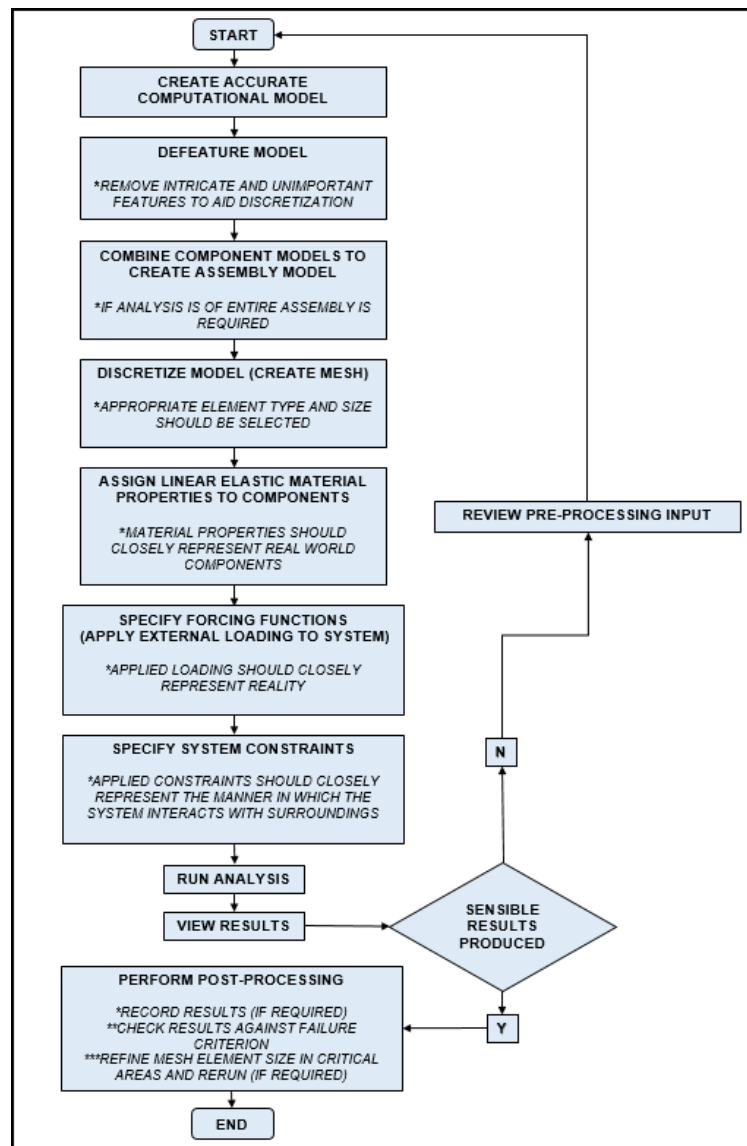 START
CREATE ACCURATE
COMPUTATIONAL MODEL
DEFEATURE MODEL
*REMOVE INTRICATE AND UNIMPORTANT
FEATURES TO AID DISCRETIZATION
COMBINE COMPONENT MODELS TO
CREATE ASSEMBLY MODEL
*IF ANALYSIS IS OF ENTIRE ASSEMBLY IS
REQUIRED
DISCRETIZE MODEL (CREATE MESH)
*APPROPRIATE ELEMENT TYPE AND SIZE
SHOULD BE SELECTED
ASSIGN LINEAR ELASTIC MATERIAL
PROPERTIES TO COMPONENTS
*MATERIAL PROPERTIES SHOULD
CLOSELY REPRESENT REAL WORLD
COMPONENTS
SPECIFY FORCING FUNCTIONS
(APPLY EXTERNAL LOADING TO SYSTEM)
*APPLIED LOADING SHOULD CLOSELY
REPRESENT REALITY
SPECIFY SYSTEM CONSTRAINTS
*APPLIED CONSTRAINTS SHOULD CLOSELY
REPRESENT THE MANNER IN WHICH THE
SYSTEM INTERACTS WITH SURROUNDINGS
RUN ANALYSIS
VIEW RESULTS
SENSIBLE
RESULTS
PRODUCED
N
REVIEW PRE-PROCESSING INPUT
Y
PERFORM POST-PROCESSING
*RECORD RESULTS (IF REQUIRED)
**CHECK RESULTS AGAINST FAILURE
CRITERION
***REFINE MESH ELEMENT SIZE IN CRITICAL
AREAS AND RERUN (IF REQUIRED)
END